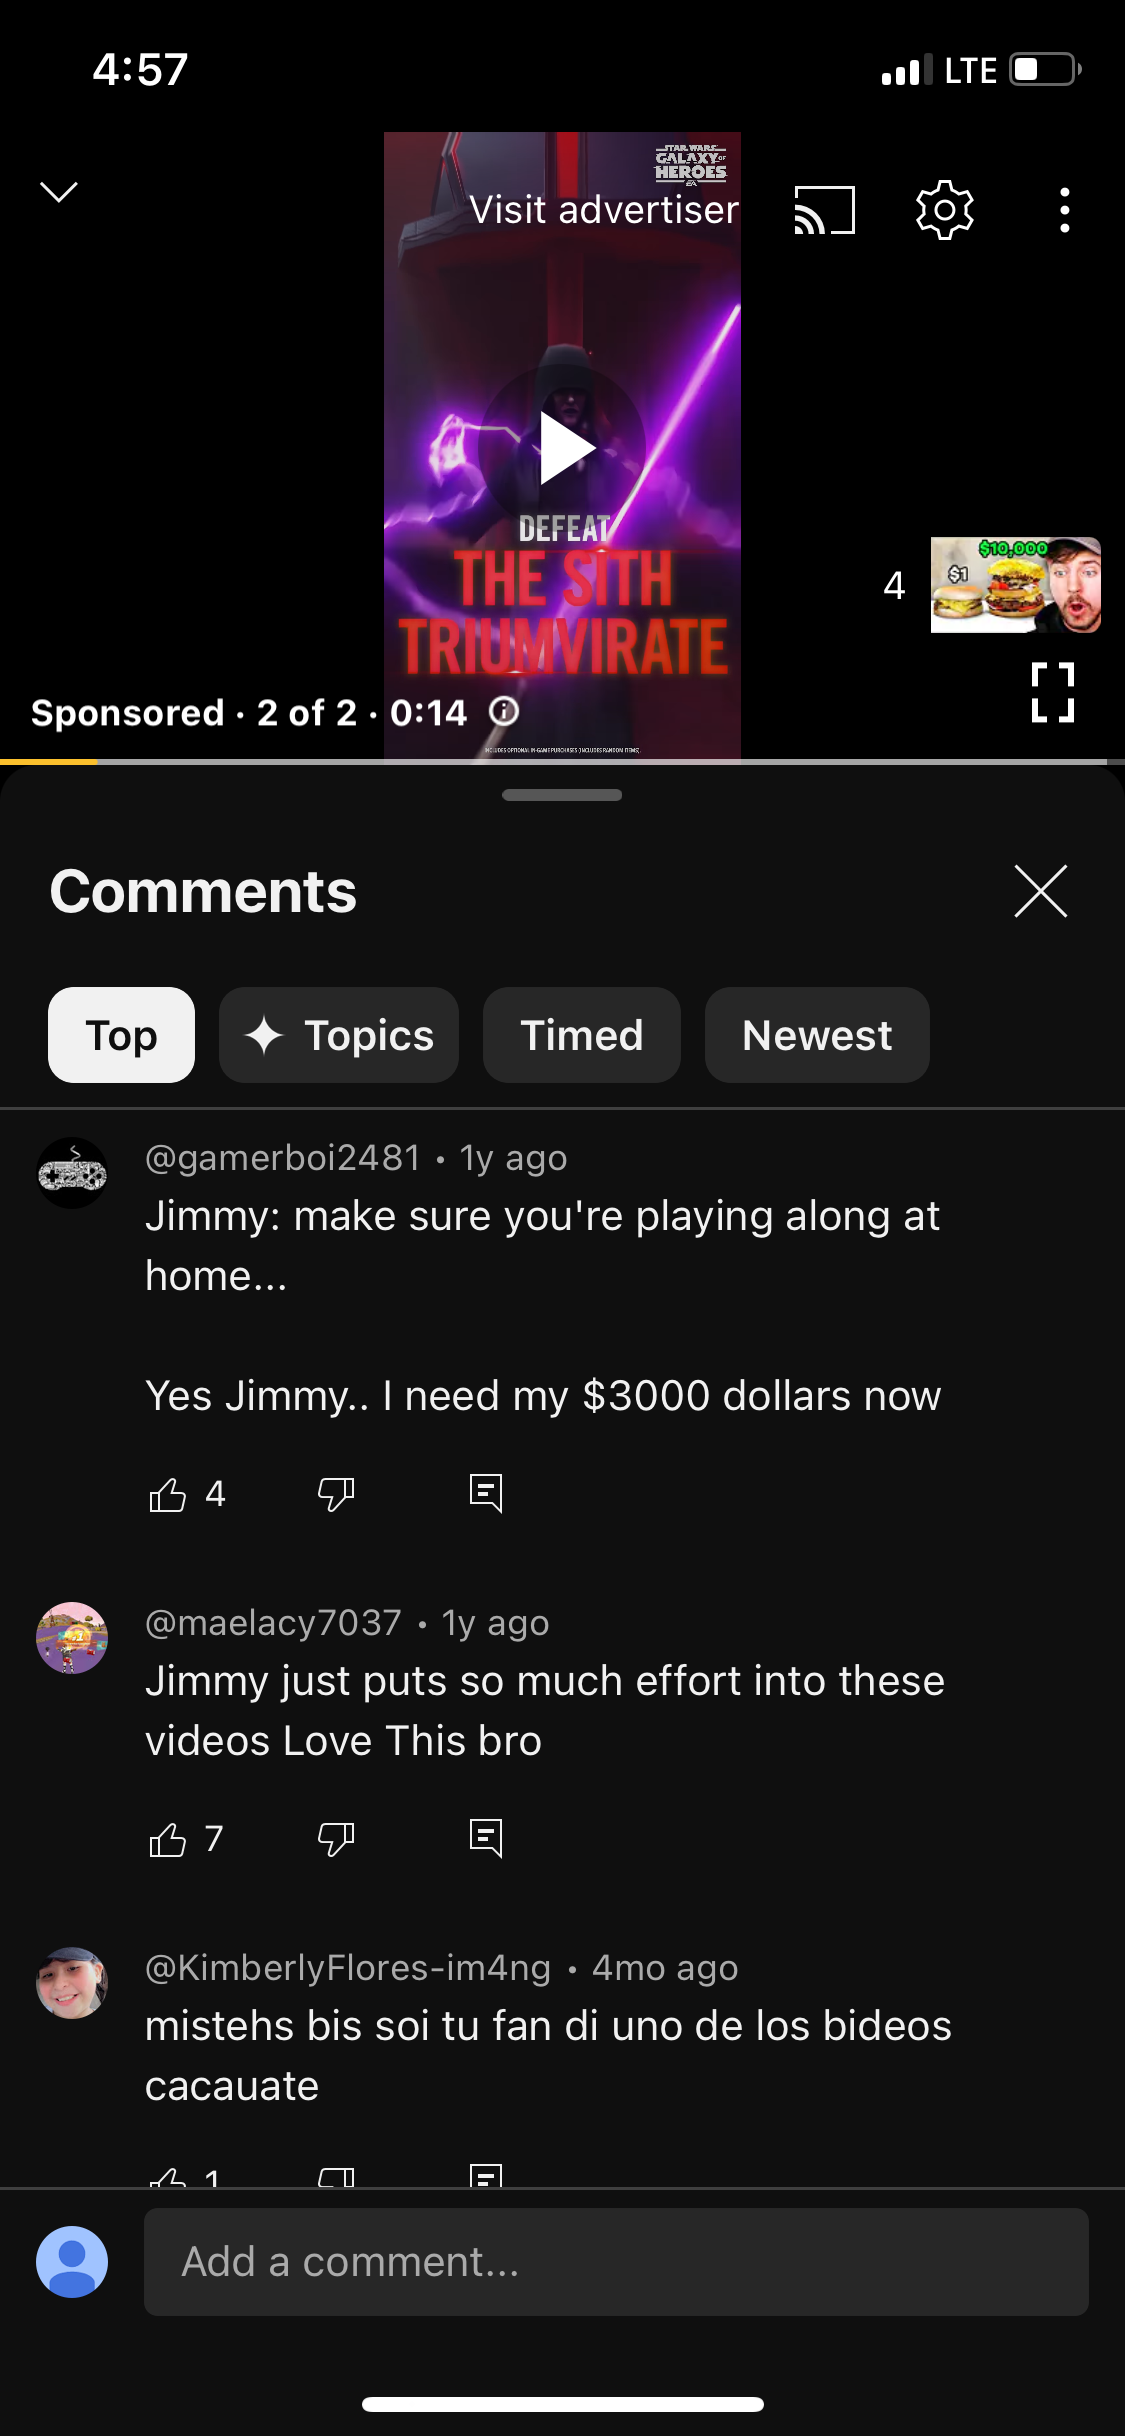 4:57
LTE
STAR WARS
GALAXY OF
HEROES
EA
Visit advertiser
DEFEAT
THE SITH
TRIUMVIRATE
4
$10,000
$1
Sponsored · 2 of 2 · 0:14
INCLUDES OPTIONAL IN-GAME PURCHASES (INCLUDES RANDOM ITEMS).
Comments
Top
Topics
Timed
Newest
@gamerboi2481 • 1y ago
Jimmy: make sure you're playing along at
home...
Yes Jimmy.. I need my $3000 dollars now
4
@maelacy7037 • 1y ago
Jimmy just puts so much effort into these
videos Love This bro
7
@KimberlyFlores-im4ng • 4mo ago
mistehs bis soi tu fan di uno de los bideos
cacauate
1
Add a comment...